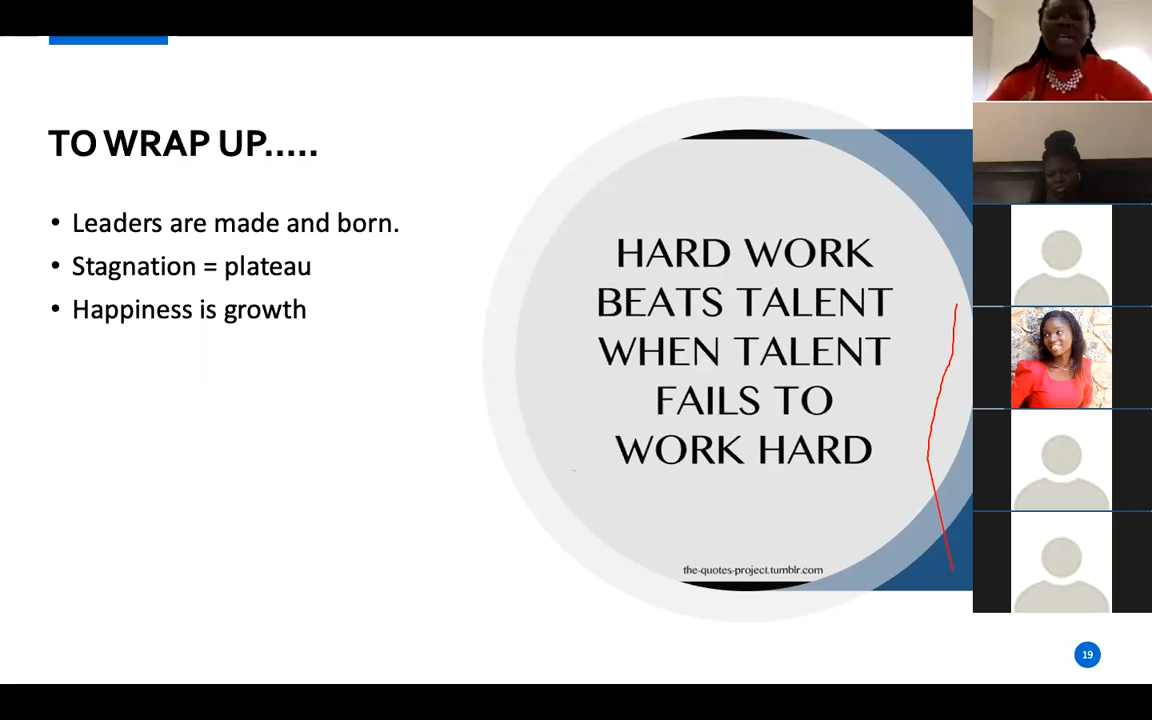 TO WRAP UP.....
• Leaders are made and born.
• Stagnation = plateau
• Happiness is growth
HARD WORK
BEATS TALENT
WHEN TALENT
FAILS TO
WORK HARD
the-quotes-project.tumblr.com
19